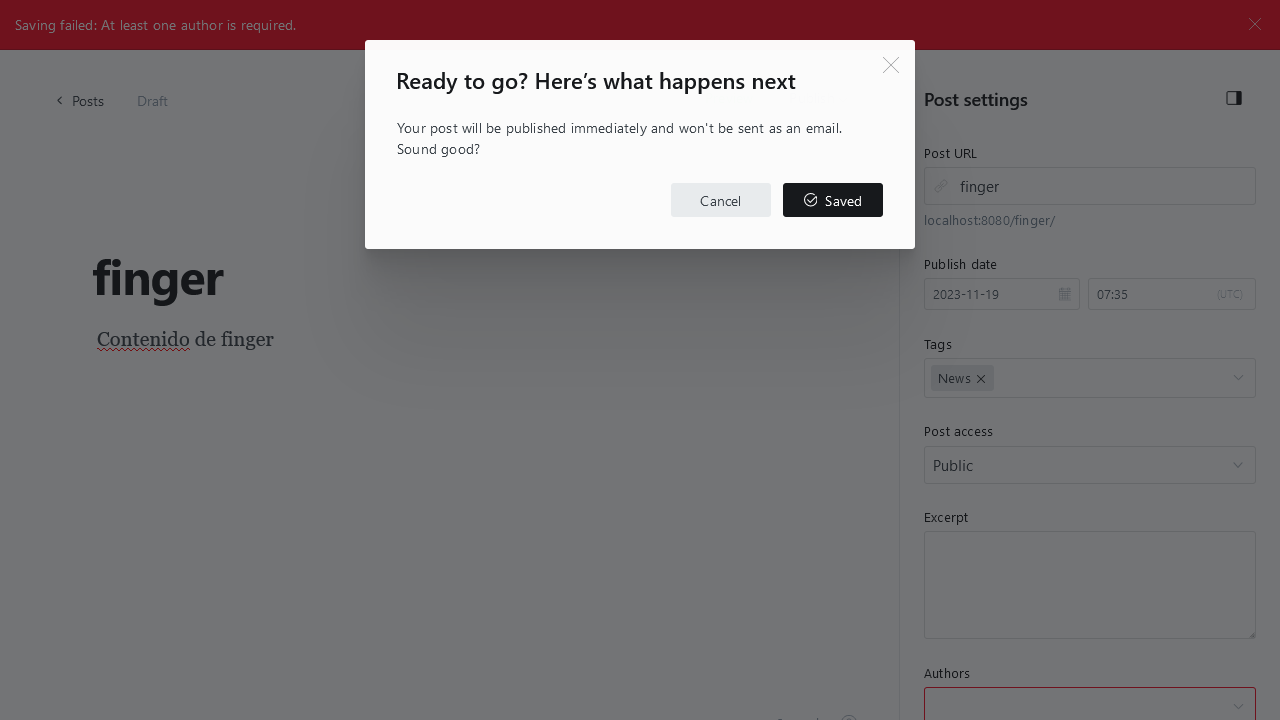 Saving failed: At least one author is required.
Ready to go? Here’s what happens next
Your post will be published immediately and won't be sent as an email.
Sound good?
Cancel
Saved
Posts
Draft
finger
Contenido de finger
Post settings
Post URL
finger
localhost:8080/finger/
Publish date
2023-11-19
07:35
(UTC)
Tags
News
Post access
Public
Excerpt
Authors